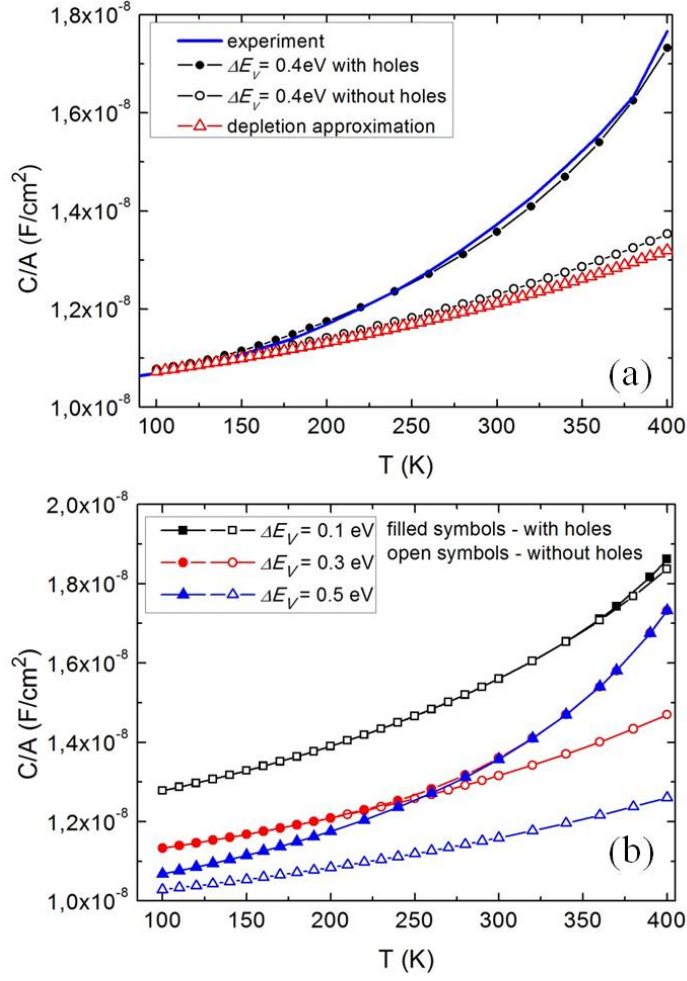 1,8x10⁻⁸
1,6x10⁻⁸
1,4x10⁻⁸
1,2x10⁻⁸
1,0x10⁻⁸
C/A (F/cm²)
experiment
ΔE_V= 0.4eV with holes
ΔE_V= 0.4eV without holes
depletion approximation
(a)
100 150 200 250 300 350 400
T (K)
2,0x10⁻⁸
1,8x10⁻⁸
1,6x10⁻⁸
1,4x10⁻⁸
1,2x10⁻⁸
1,0x10⁻⁸
C/A (F/cm²)
ΔE_V= 0.1 eV
ΔE_V= 0.3 eV
ΔE_V= 0.5 eV
filled symbols - with holes
open symbols - without holes
(b)
100 150 200 250 300 350 400
T (K)